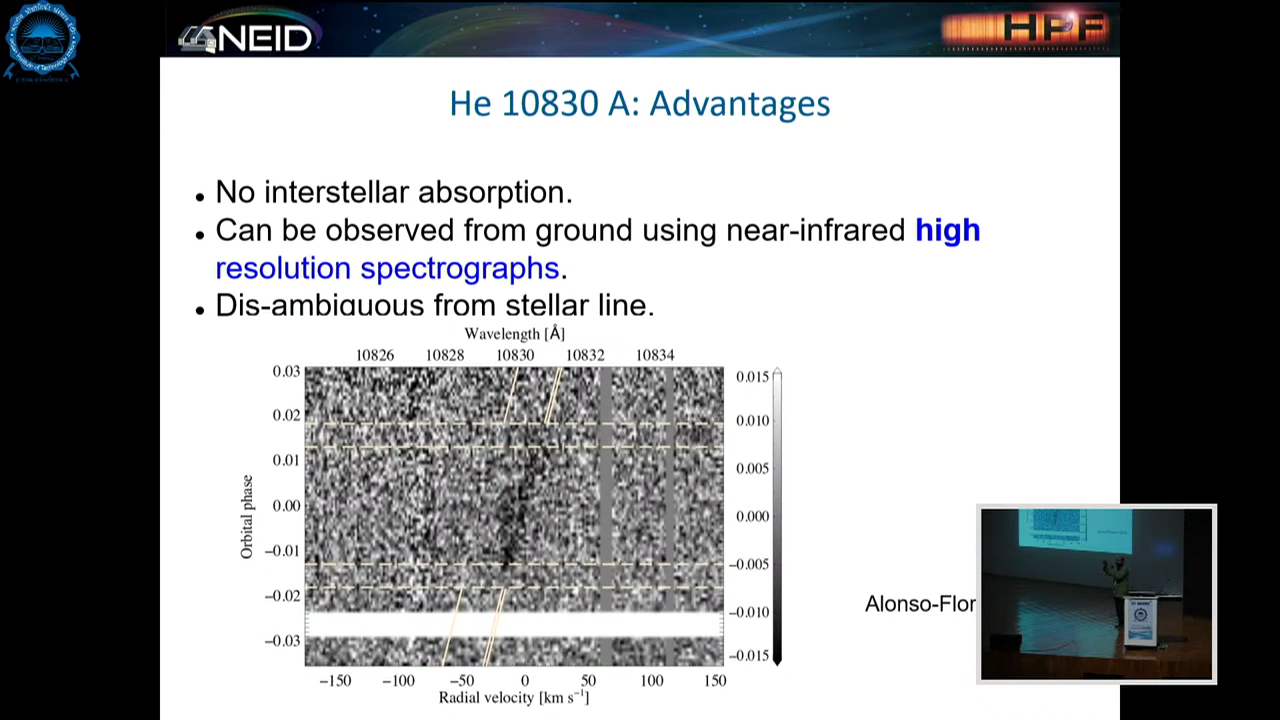 NEID
HPF
He 10830 A: Advantages
• No interstellar absorption.
• Can be observed from ground using near-infrared high
resolution spectrographs.
• Dis-ambiguous from stellar line.
Wavelength [Å]
10826 10828 10830 10832 10834
0.03
0.02
0.01
0.00
−0.01
−0.02
−0.03
Orbital phase
0.015
0.010
0.005
0.000
−0.005
−0.010
−0.015
−150 −100 −50 0 50 100 150
Radial velocity [km s⁻¹]
Alonso-Flor